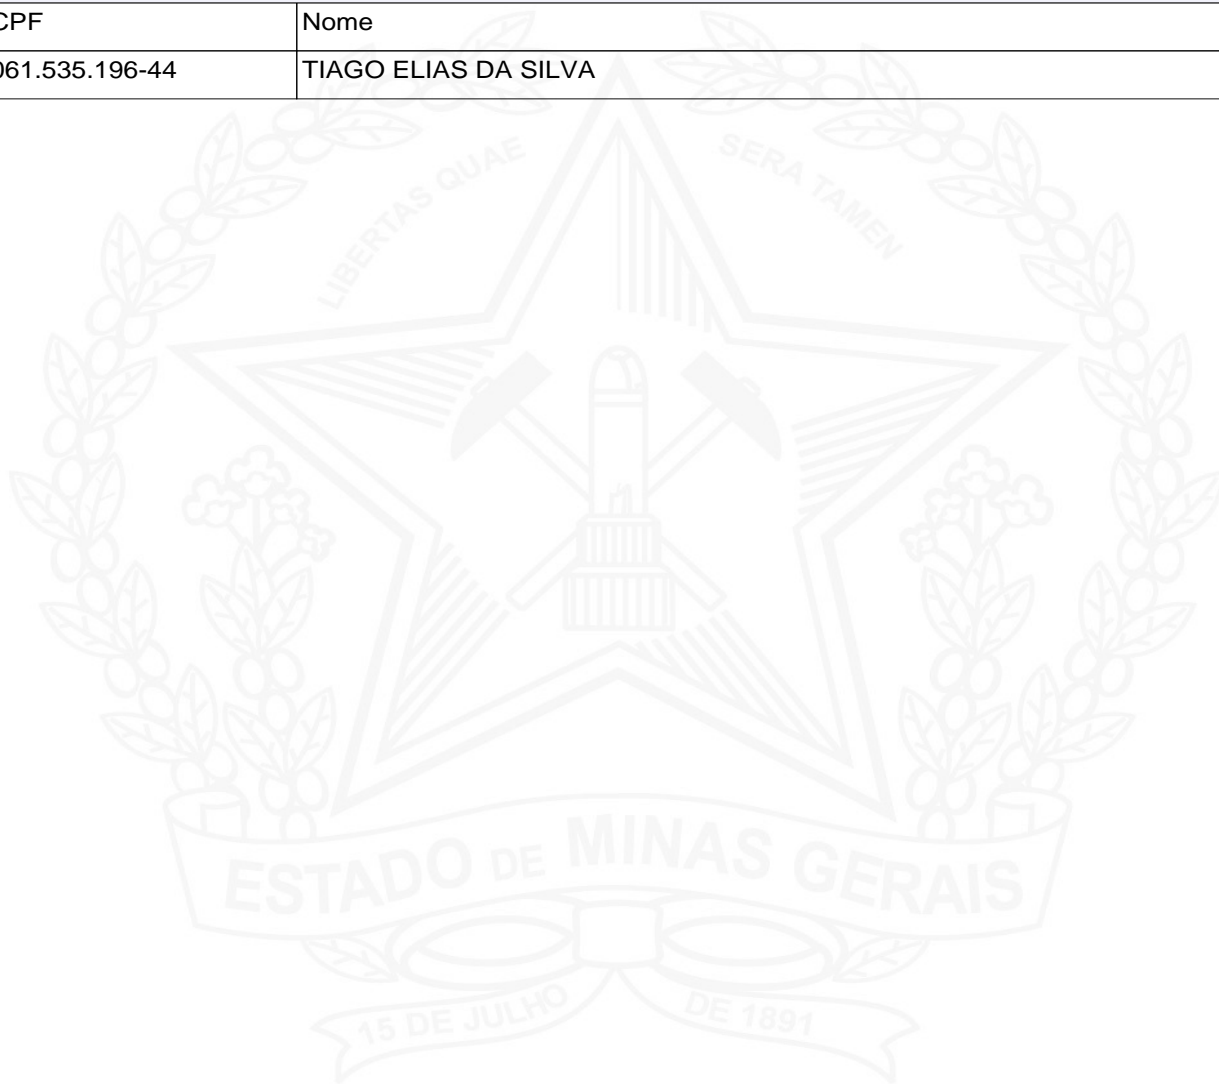 CPF Nome
061.535.196-44 TIAGO ELIAS DA SILVA
LIBERTAS QUAE SERA TAMEN
ESTADO DE MINAS GERAIS
15 DE JULHO DE 1891